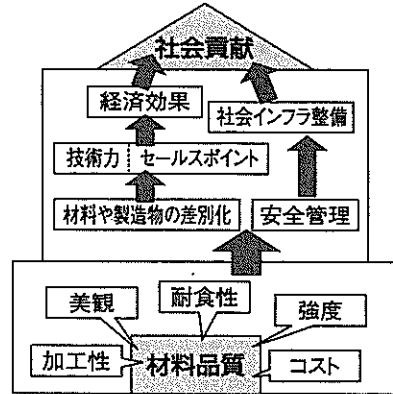 社会貢献
経済効果
社会インフラ整備
技術力 セールスポイント
材料や製造物の差別化
安全管理
美観
耐食性
強度
加工性
材料品質
コスト